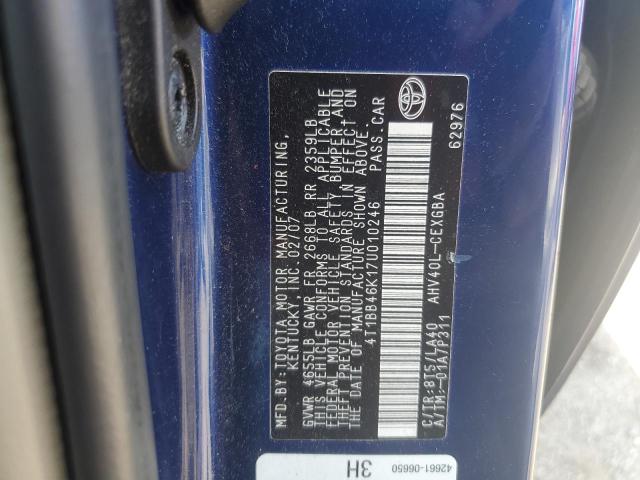 MFD.BY:TOYOTA MOTOR MANUFACTURING,
KENTUCKY, INC. 02/07
GVWR 4655LB GAWR FR 2668LB RR 2359LB
THIS VEHICLE CONFORMS TO ALL APPLICABLE
FEDERAL MOTOR VEHICLE SAFETY, BUMPER, AND
THEFT PREVENTION STANDARDS IN EFFECT ON
THE DATE OF MANUFACTURE SHOWN ABOVE.
4T1BB46K17U010246 PASS.CAR
C/TR:8T5/LA40 AHV40L-CEXGBA
A/TM:-01A/P311
62976
42661-06650
3H